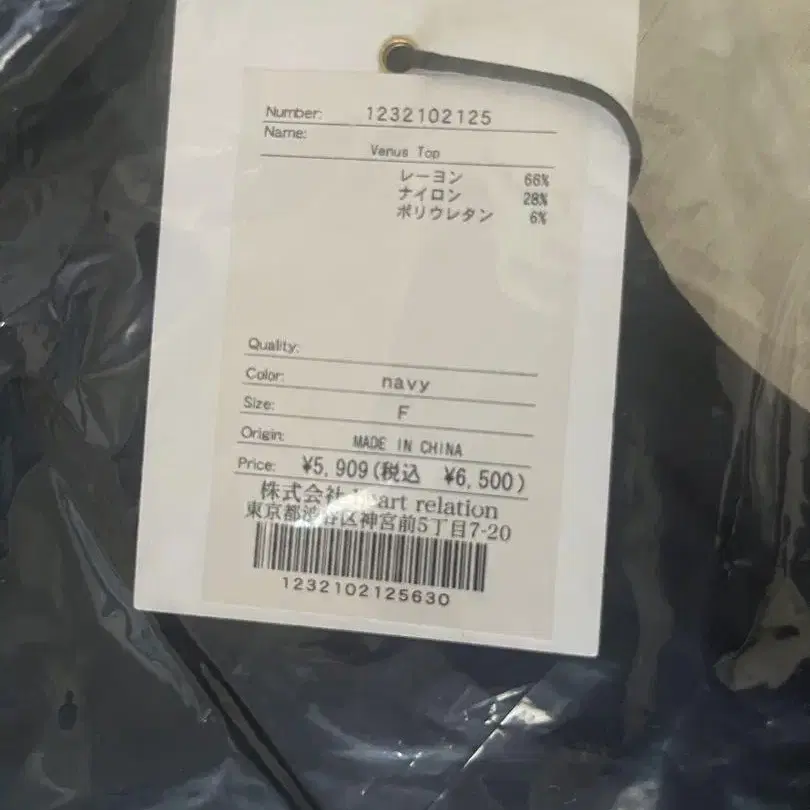 Number: 1232102125
Name:
Venus Top
レーヨン 66%
ナイロン 28%
ポリウレタン 6%
Quality:
Color: navy
Size: F
Origin: MADE IN CHINA
Price: ¥5,909(税込 ¥6,500)
株式会社 heart relation
東京都渋谷区神宮前5丁目7-20
1232102125630